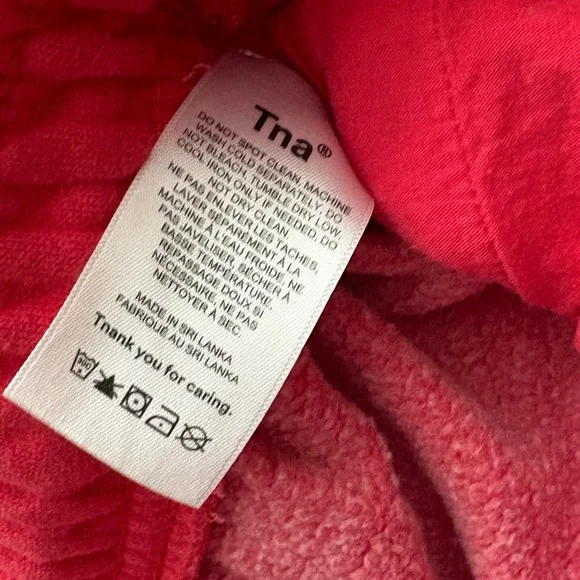 Tna®
DO NOT SPOT CLEAN, MACHINE
WASH COLD SEPARATELY, DO
NOT BLEACH, TUMBLE DRY LOW,
COOL IRON ONLY IF NEEDED, DO
NOT DRY CLEAN.
NE PAS ENLEVER LES TACHES,
LAVER SÉPARÉMENT À LA
MACHINE À L'EAU FROIDE, NE
PAS JAVELISER, SÉCHER À
BASSE TEMPÉRATURE,
REPASSAGE DOUX SI
NÉCESSAIRE, NE PAS
NETTOYER À SEC.
MADE IN SRI LANKA
FABRIQUÉ AU SRI LANKA
Tnank you for caring.